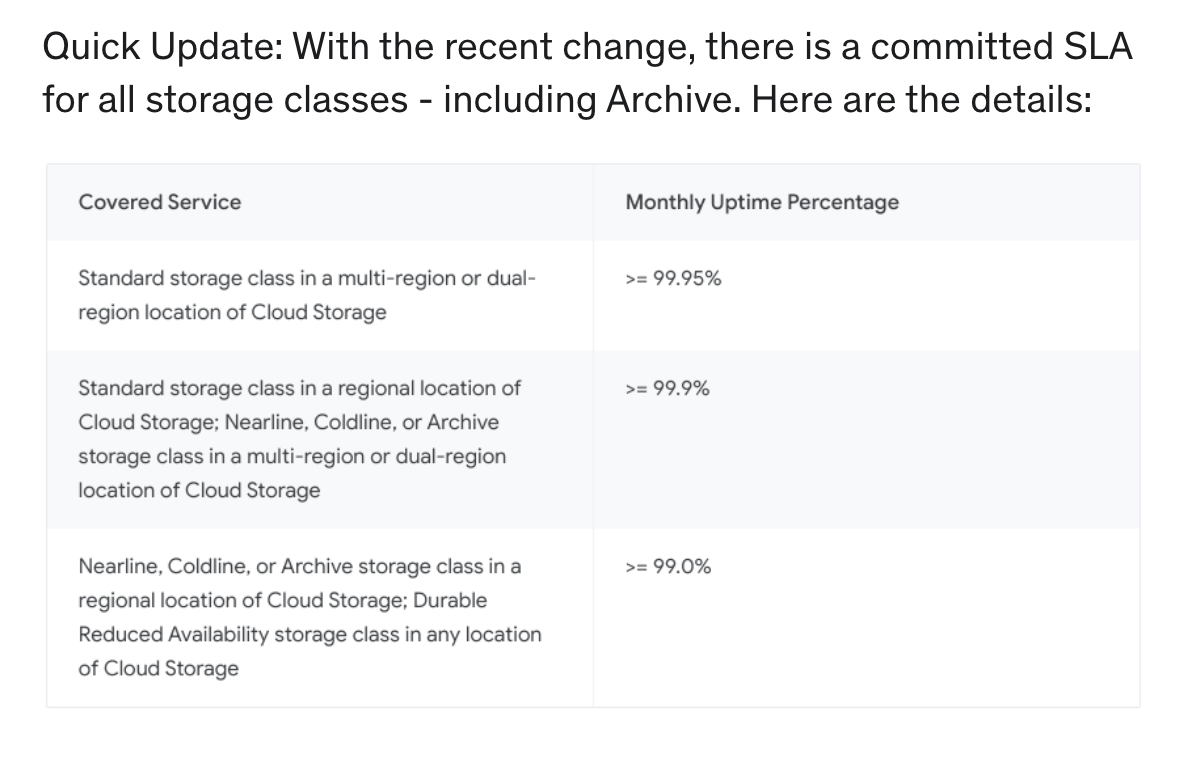 Quick Update: With the recent change, there is a committed SLA
for all storage classes - including Archive. Here are the details:
Covered Service
Monthly Uptime Percentage
Standard storage class in a multi-region or dual-
region location of Cloud Storage
>= 99.95%
Standard storage class in a regional location of
Cloud Storage; Nearline, Coldline, or Archive
storage class in a multi-region or dual-region
location of Cloud Storage
>= 99.9%
Nearline, Coldline, or Archive storage class in a
regional location of Cloud Storage; Durable
Reduced Availability storage class in any location
of Cloud Storage
>= 99.0%